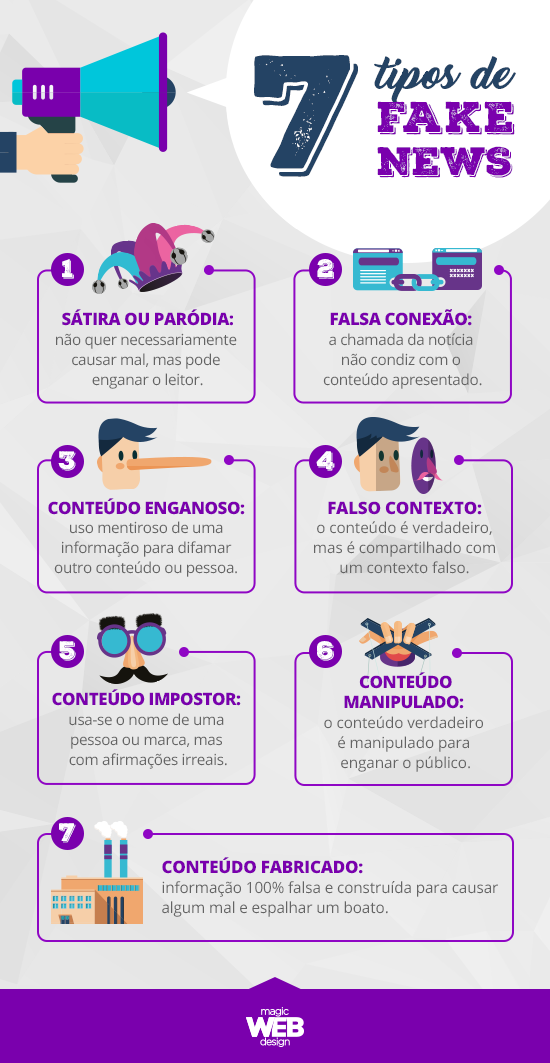 7
tipos de
FAKE
NEWS
1
SÁTIRA OU PARÓDIA:
não quer necessariamente
causar mal, mas pode
enganar o leitor.
2
FALSA CONEXÃO:
a chamada da notícia
não condiz com o
conteúdo apresentado.
3
CONTEÚDO ENGANOSO:
uso mentiroso de uma
informação para difamar
outro conteúdo ou pessoa.
4
FALSO CONTEXTO:
o conteúdo é verdadeiro,
mas é compartilhado com
um contexto falso.
5
CONTEÚDO IMPOSTOR:
usa-se o nome de uma
pessoa ou marca, mas
com afirmações irreais.
6
CONTEÚDO
MANIPULADO:
o conteúdo verdadeiro
é manipulado para
enganar o público.
7
CONTEÚDO FABRICADO:
informação 100% falsa e construída para causar
algum mal e espalhar um boato.
magic
WEB
design